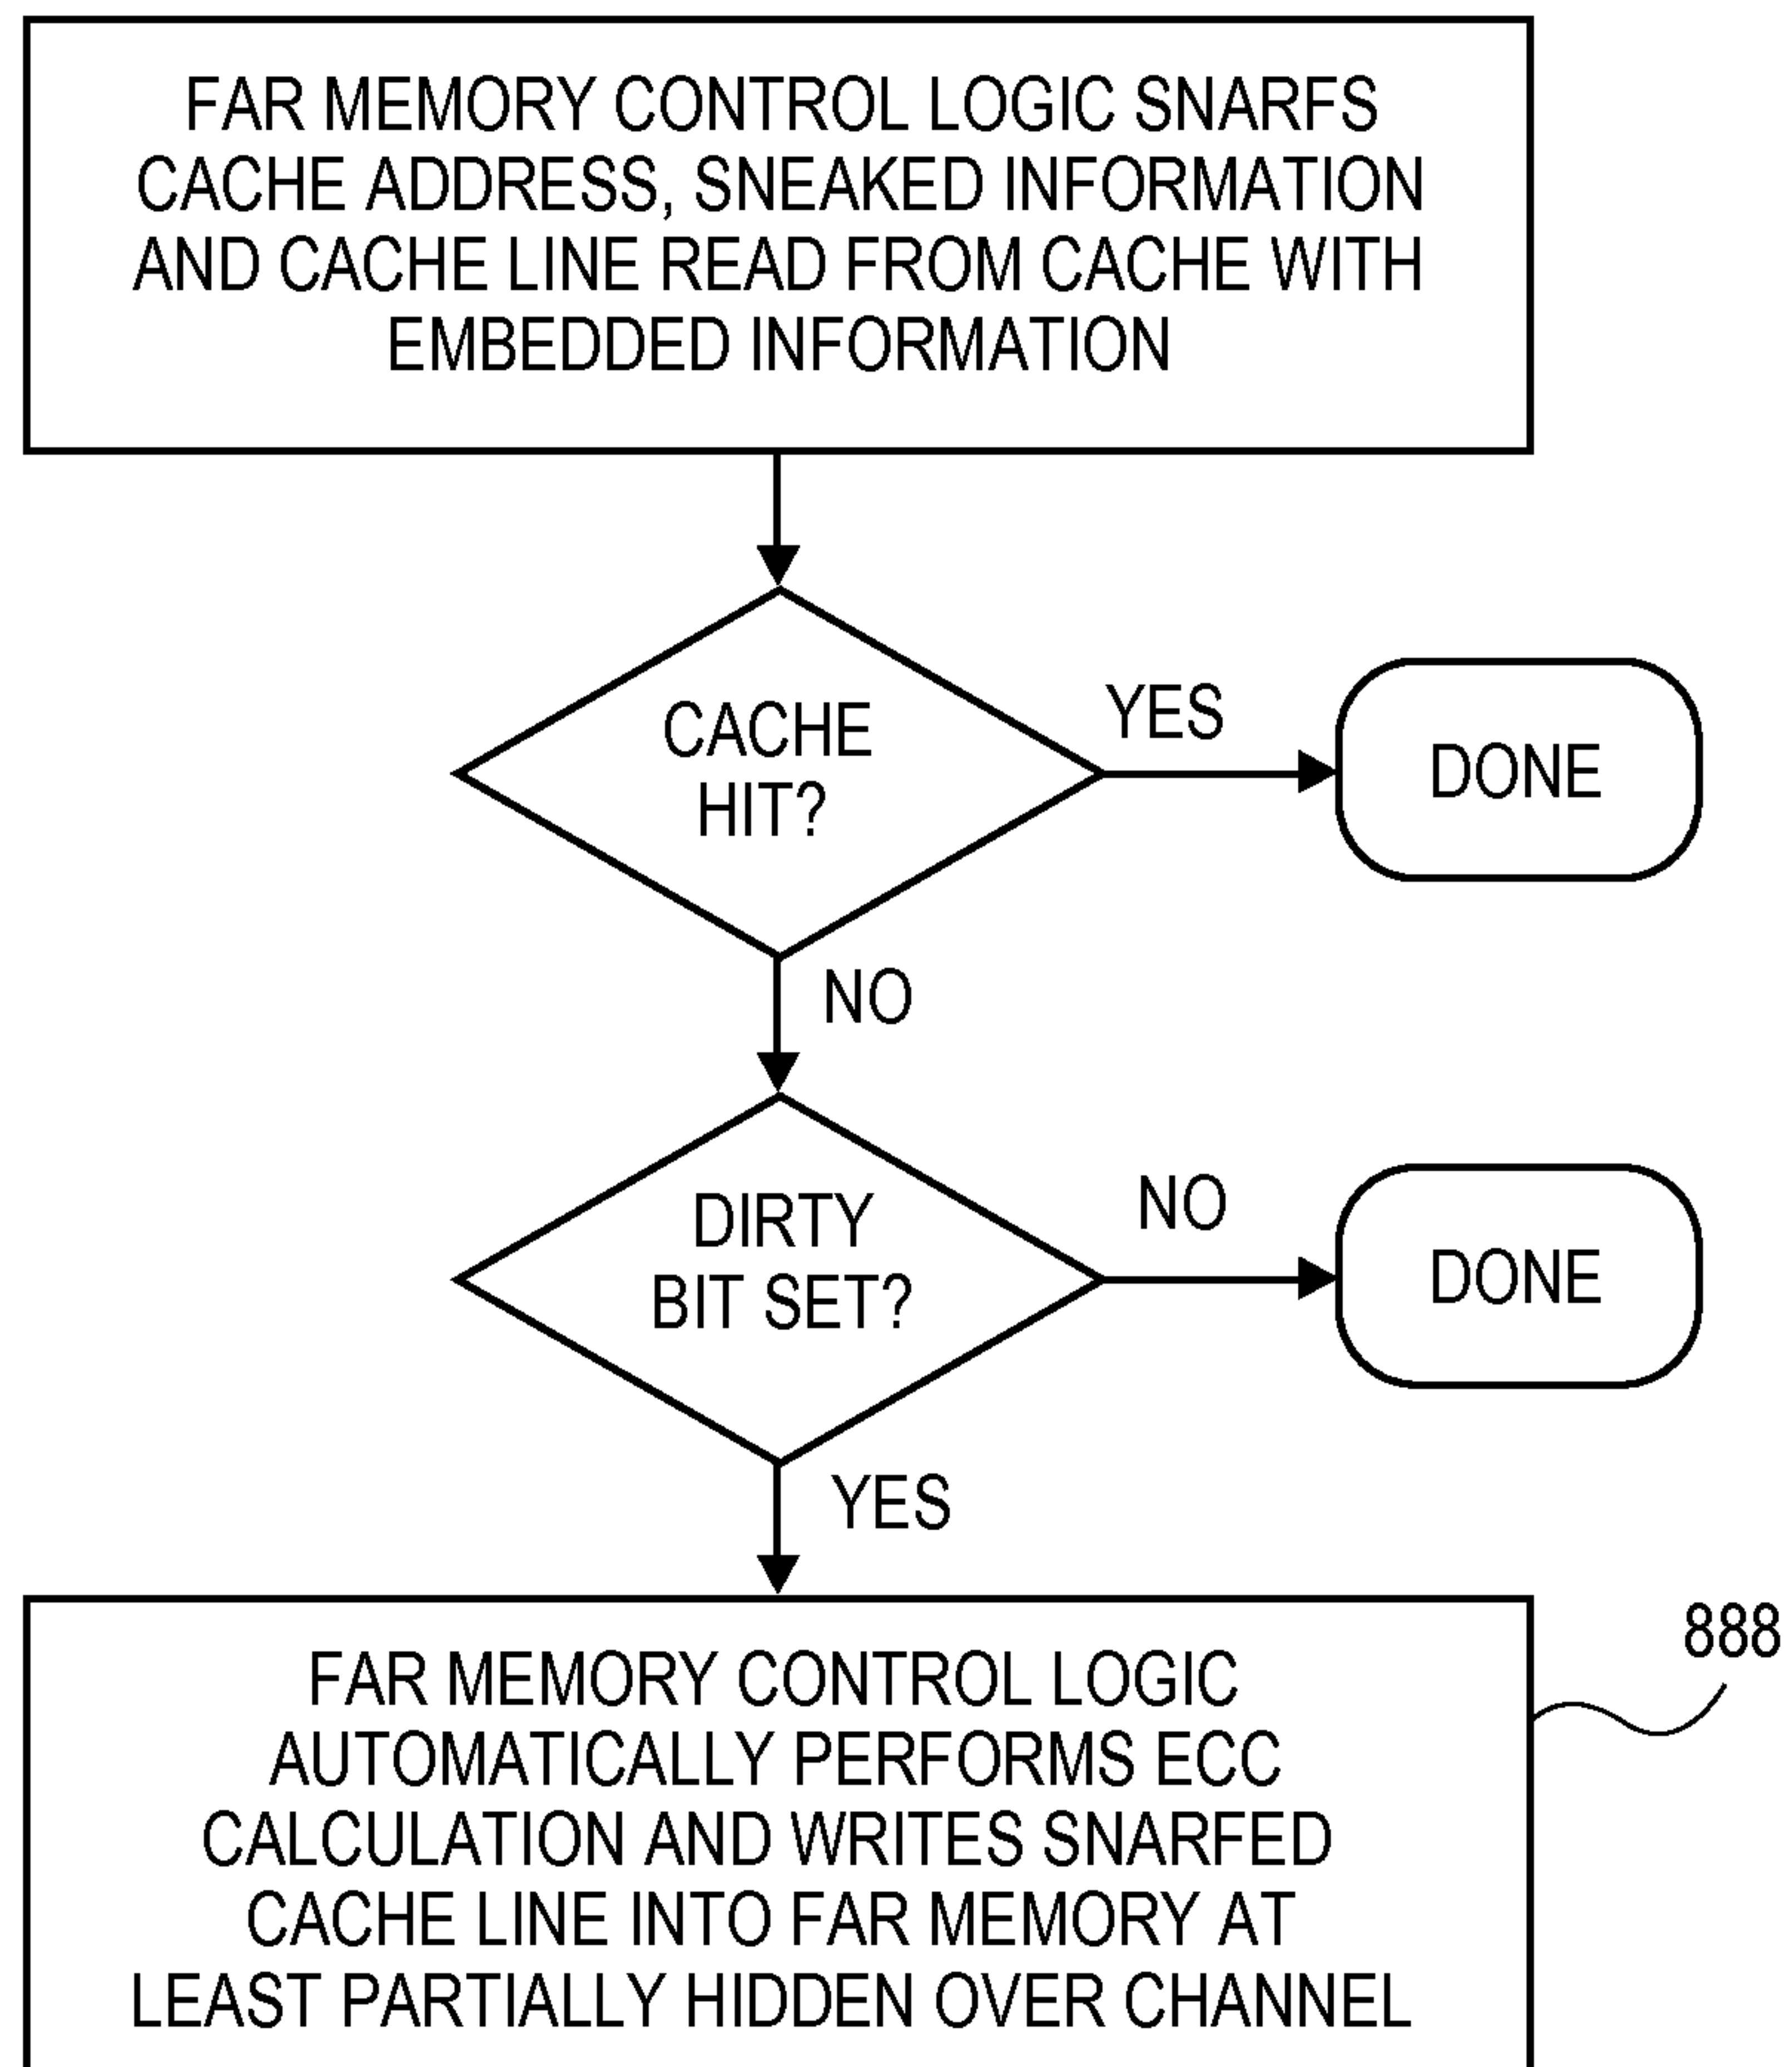 FAR MEMORY CONTROL LOGIC SNARFS
CACHE ADDRESS, SNEAKED INFORMATION
AND CACHE LINE READ FROM CACHE WITH
EMBEDDED INFORMATION
CACHE
HIT?
YES
DONE
NO
DIRTY
BIT SET?
NO
DONE
YES
888
FAR MEMORY CONTROL LOGIC
AUTOMATICALLY PERFORMS ECC
CALCULATION AND WRITES SNARFED
CACHE LINE INTO FAR MEMORY AT
LEAST PARTIALLY HIDDEN OVER CHANNEL